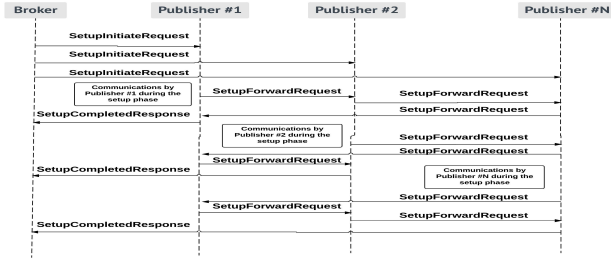 Broker Publisher #1 Publisher #2 Publisher #N
SetupInitiateRequest
SetupInitiateRequest
SetupInitiateRequest
Communications by
Publisher #1 during the
setup phase
SetupForwardRequest
SetupForwardRequest
SetupForwardRequest
SetupCompletedResponse
Communications by
Publisher #2 during the
setup phase
SetupForwardRequest
SetupForwardRequest
SetupForwardRequest
SetupCompletedResponse
Communications by
Publisher #N during the
setup phase
SetupForwardRequest
SetupForwardRequest
SetupForwardRequest
SetupCompletedResponse